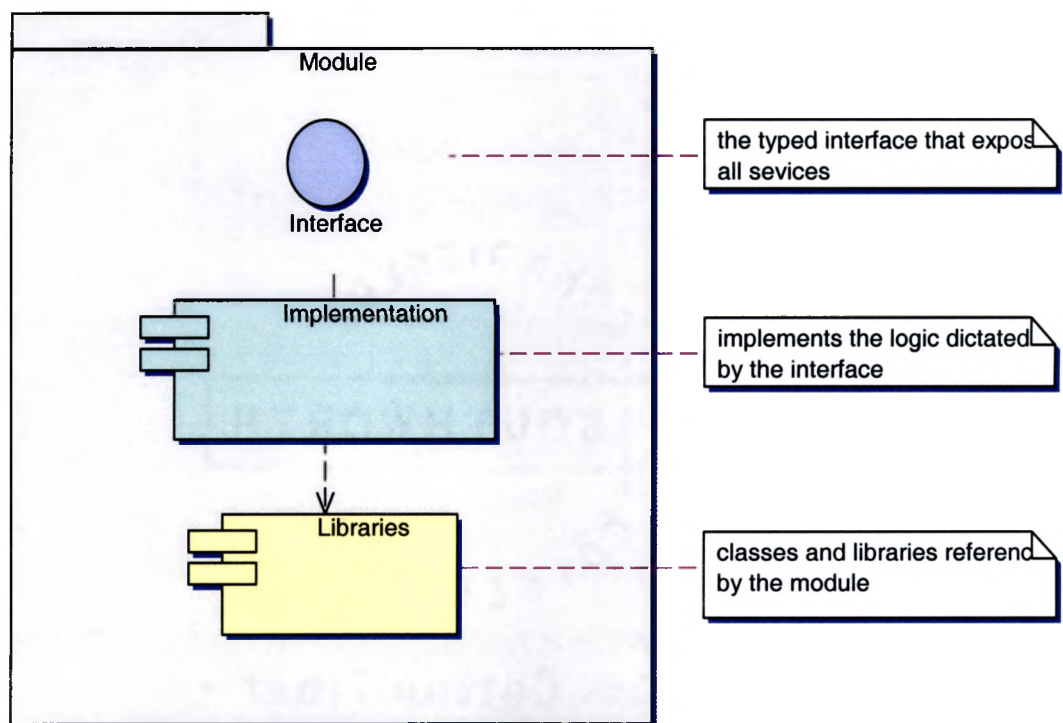 Module
Interface
the typed interface that expos
all sevices
Implementation
implements the logic dictated
by the interface
Libraries
classes and libraries referenc
by the module